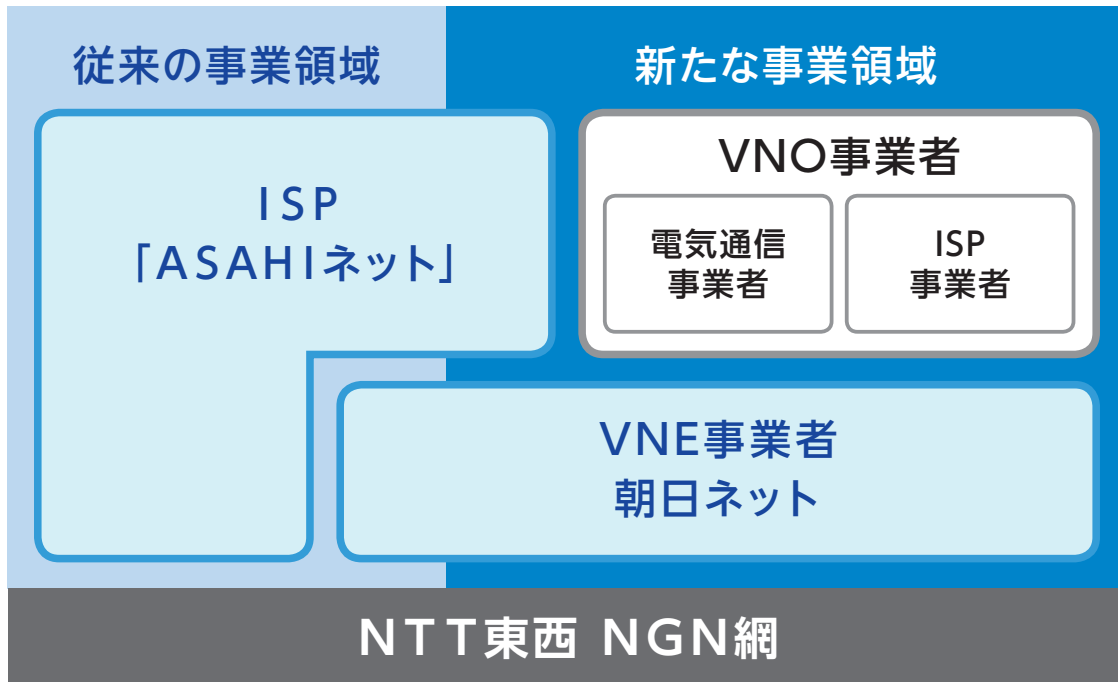 従来の事業領域
新たな事業領域
ISP
「ASAHIネット」
VNO事業者
電気通信
事業者
ISP
事業者
VNE事業者
朝日ネット
NTT東西 NGN網